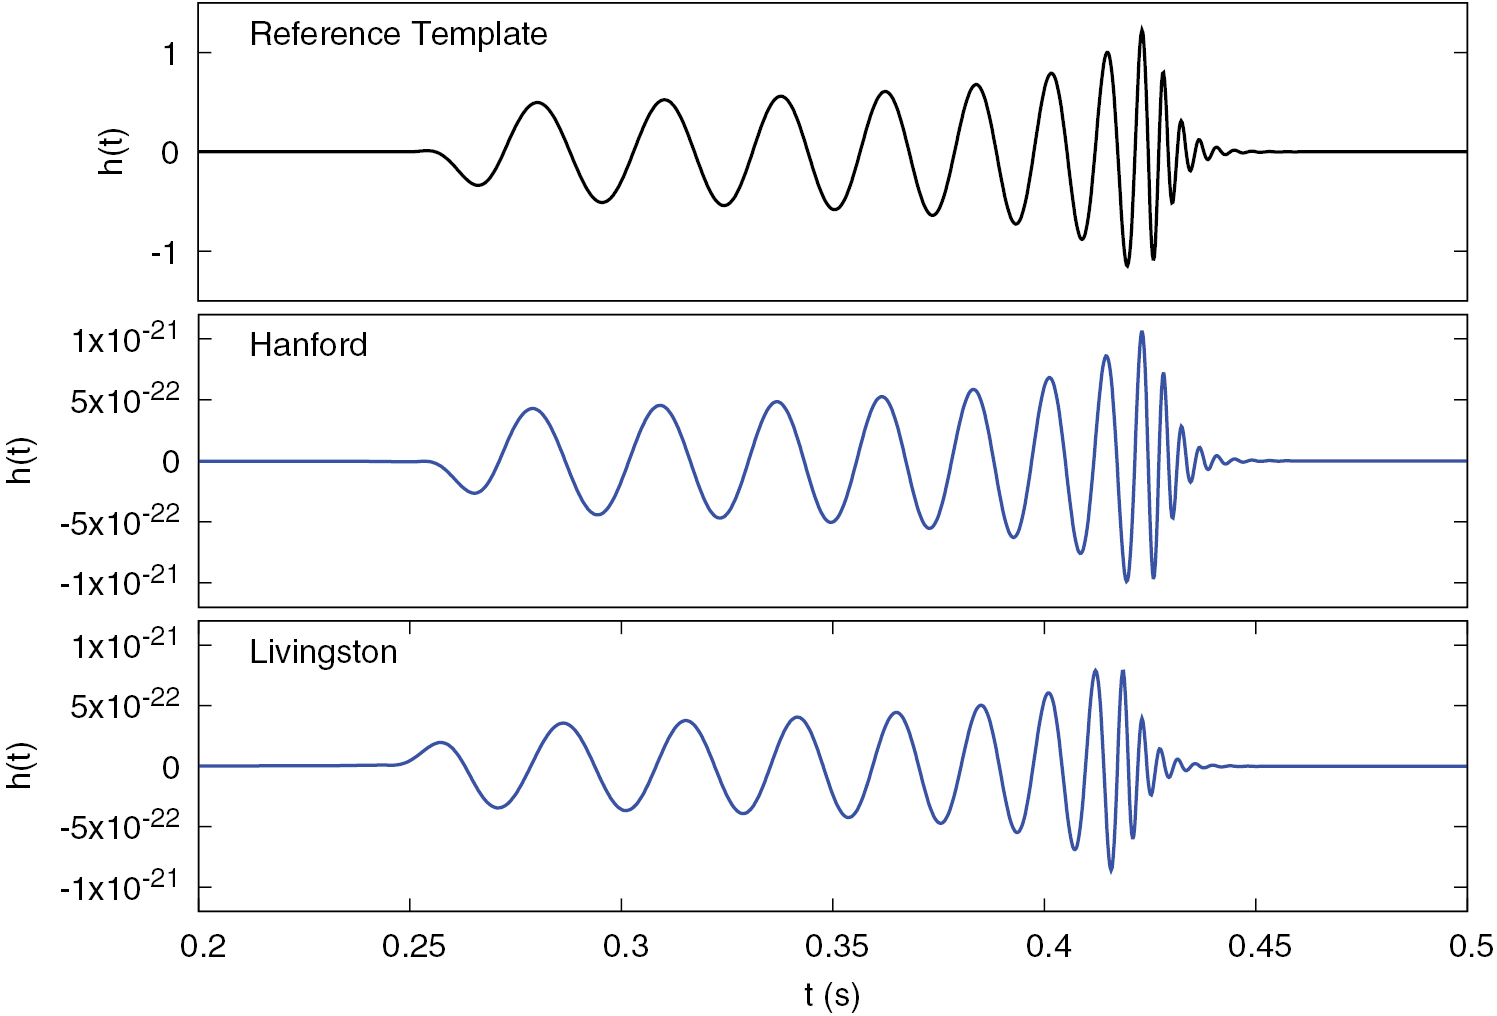 Reference Template
1
0
-1
h(t)
Hanford
1x10^-21
5x10^-22
0
-5x10^-22
-1x10^-21
h(t)
Livingston
1x10^-21
5x10^-22
0
-5x10^-22
-1x10^-21
h(t)
0.2 0.25 0.3 0.35 0.4 0.45 0.5
t (s)